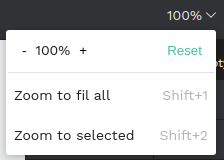 100%
- 100% + Reset
Zoom to fil all Shift+1
Zoom to selected Shift+2